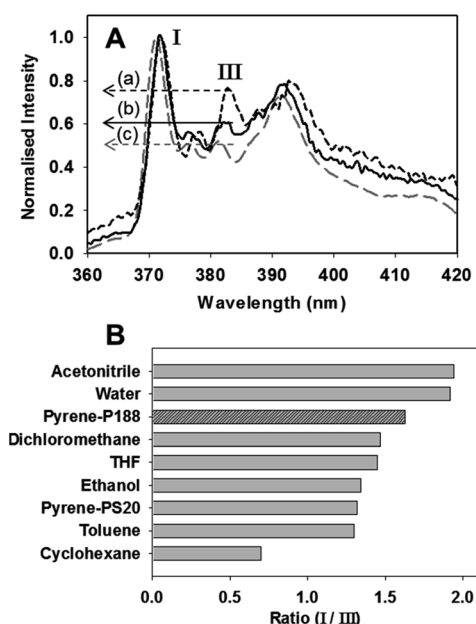 A
I
III
(a)
(b)
(c)
Normalised Intensity
1.0
0.8
0.6
0.4
0.2
0.0
360 370 380 390 400 410 420
Wavelength (nm)
B
Acetonitrile
Water
Pyrene-P188
Dichloromethane
THF
Ethanol
Pyrene-PS20
Toluene
Cyclohexane
0.0 0.5 1.0 1.5 2.0
Ratio (I / III)